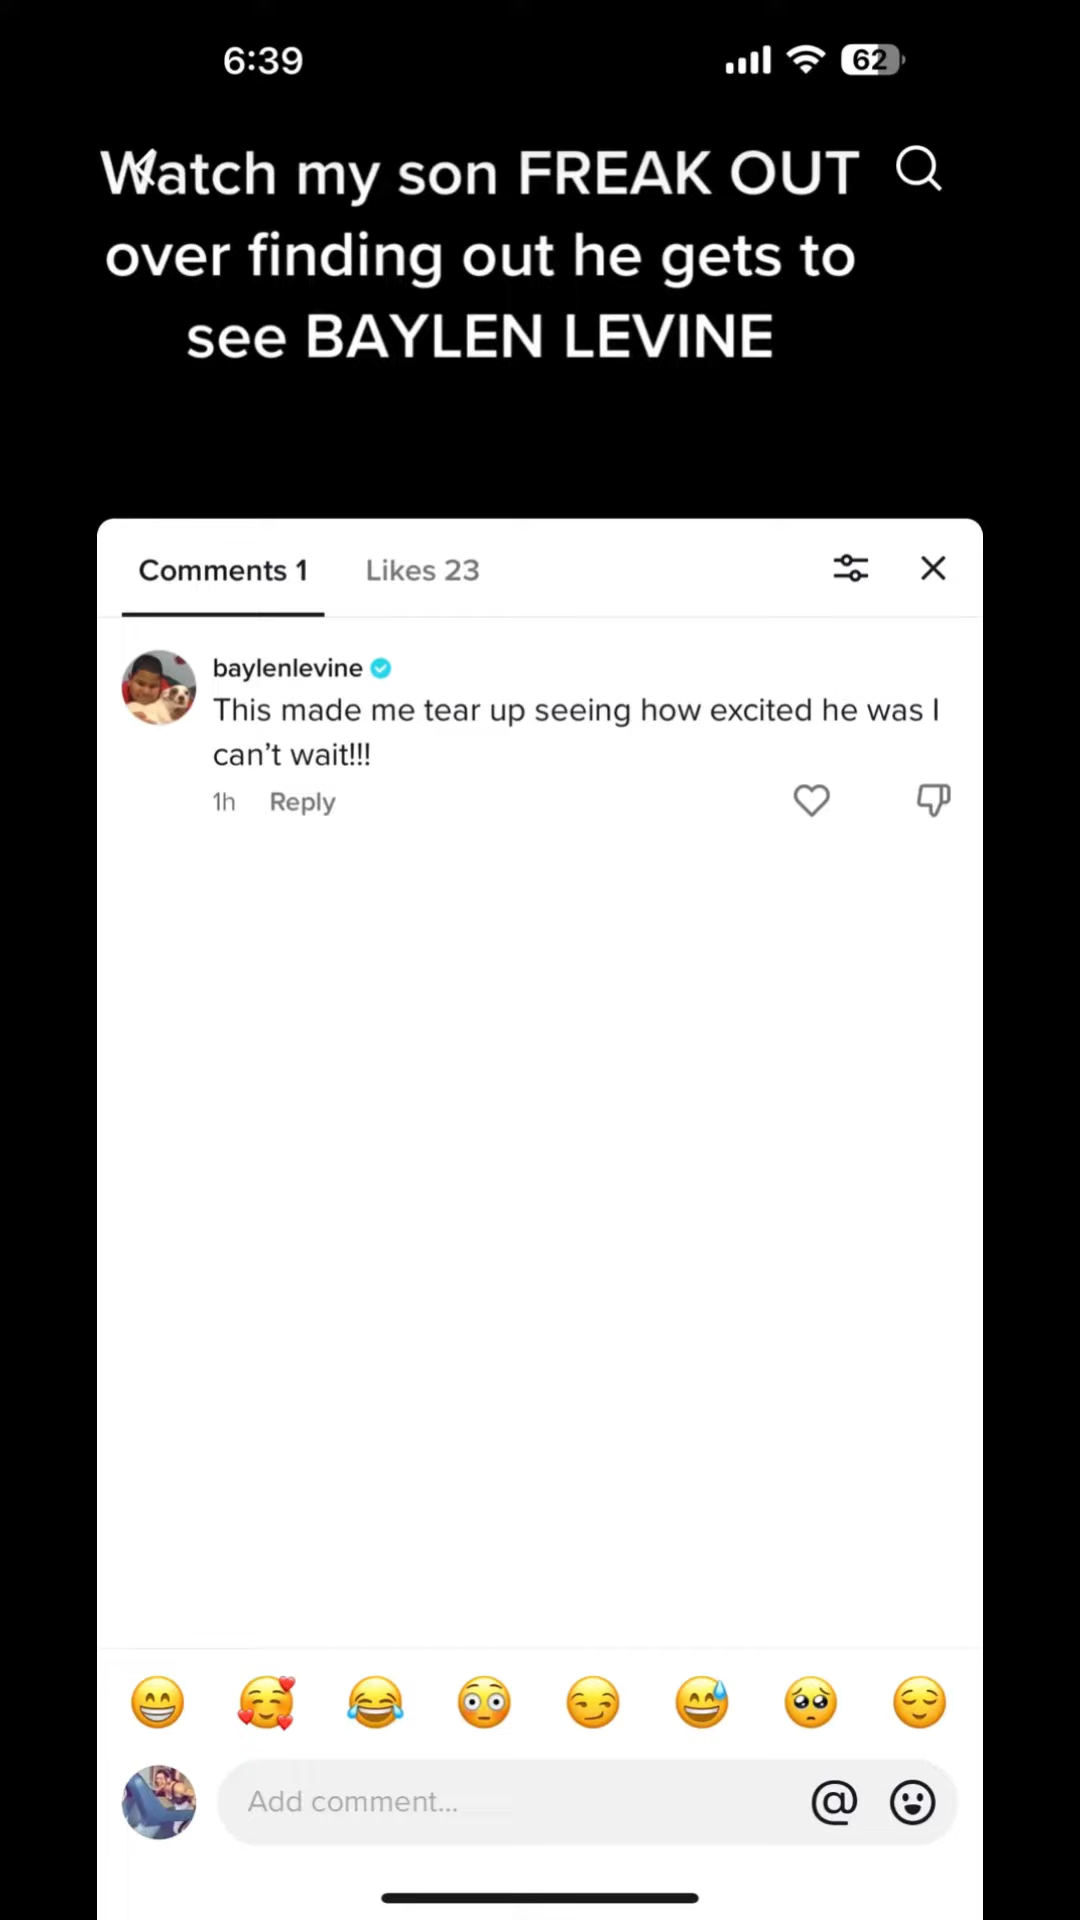 6:39
62
Watch my son FREAK OUT
over finding out he gets to
see BAYLEN LEVINE
Comments 1
Likes 23
baylenlevine
This made me tear up seeing how excited he was I
can’t wait!!!
1h
Reply
Add comment...
@